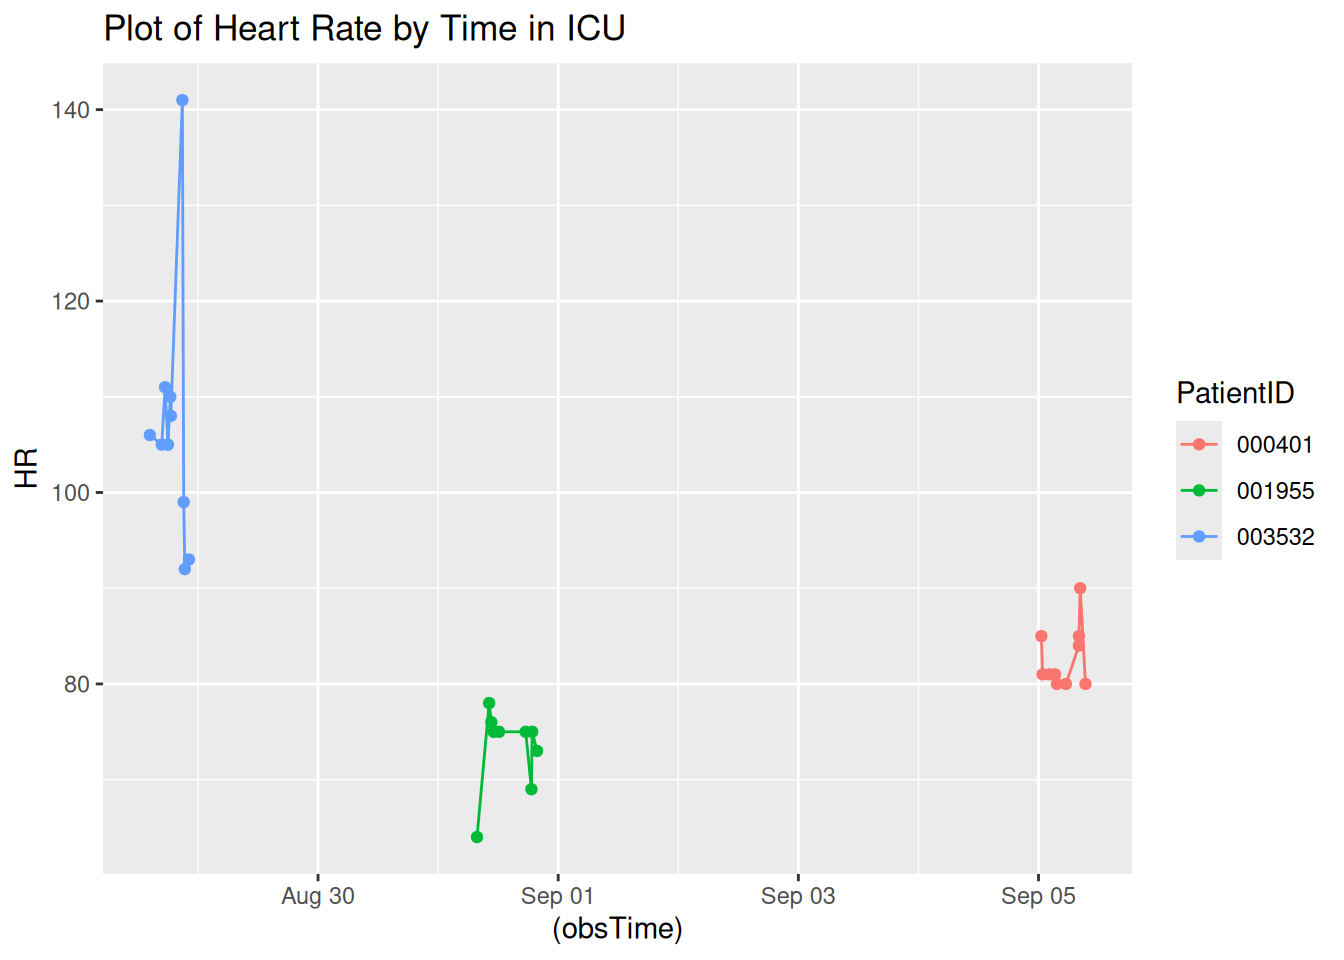 Plot of Heart Rate by Time in ICU
140
120
100
80
HR
Aug 30
Sep 01
Sep 03
Sep 05
(obsTime)
PatientID
000401
001955
003532